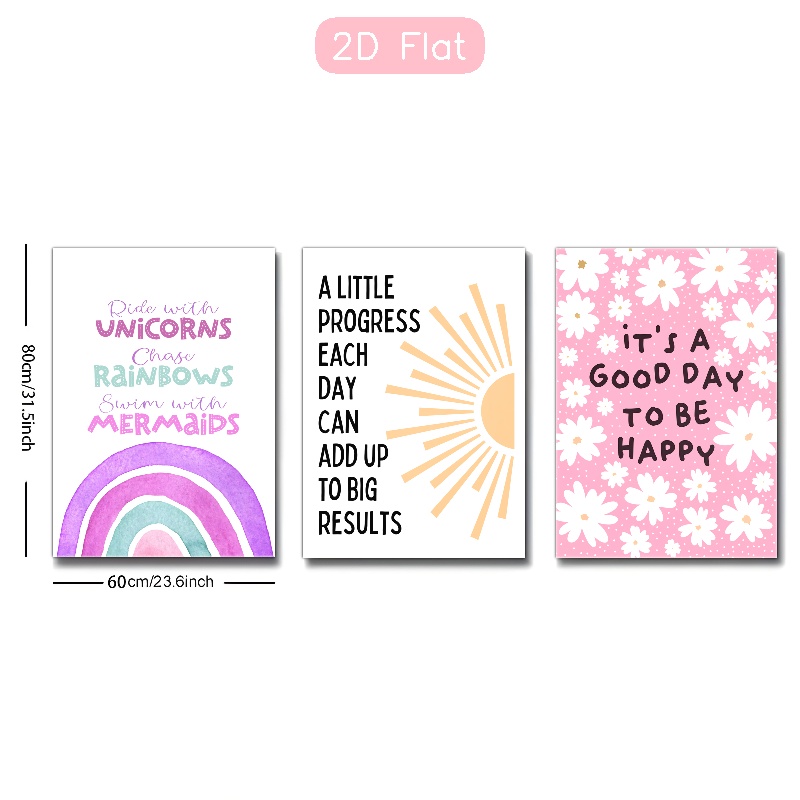 2D Flat
Ride with
UNiCORNS
Chase
RAiNBOWS
Swim with
MERMAiDS
A LITTLE
PROGRESS
EACH
DAY
CAN
ADD UP
TO BIG
RESULTS
iT'S A
GOOD DAY
TO BE
HAPPY
80cm/31.5inch
60cm/23.6inch